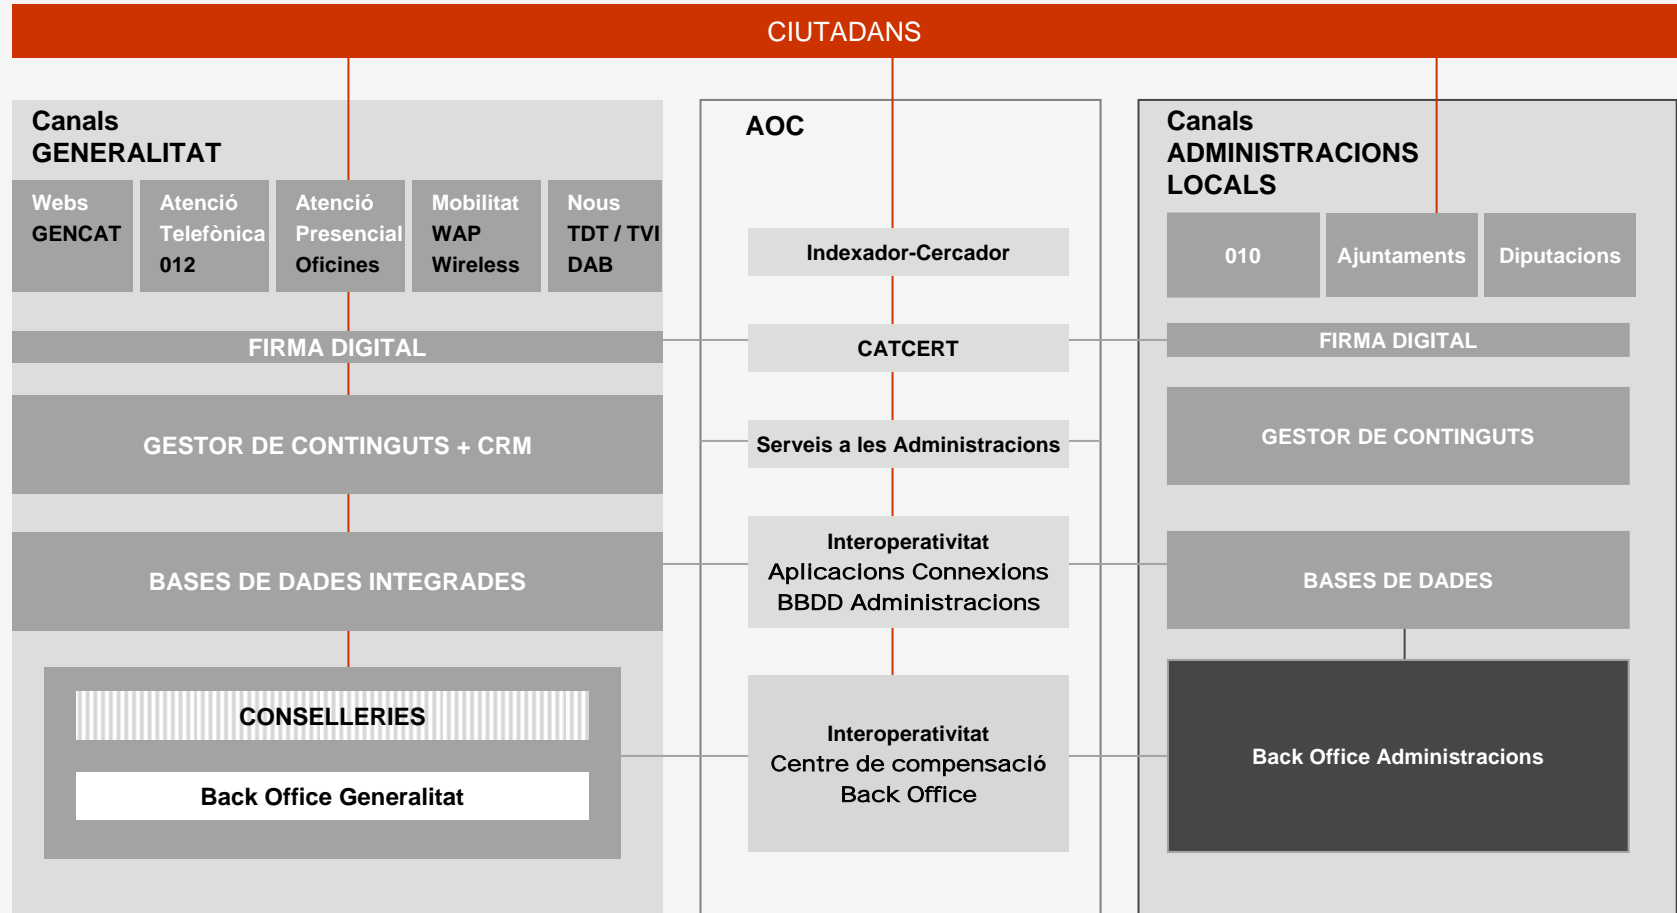 CIUTADANS
Canals
GENERALITAT
Webs
GENCAT
Atenció
Telefònica
012
Atenció
Presencial
Oficines
Mobilitat
WAP
Wireless
Nous
TDT / TVI
DAB
FIRMA DIGITAL
GESTOR DE CONTINGUTS + CRM
BASES DE DADES INTEGRADES
CONSELLERIES
Back Office Generalitat
AOC
Indexador-Cercador
CATCERT
Serveis a les Administracions
Interoperativitat
Aplicacions Connexions
BBDD Administracions
Interoperativitat
Centre de compensació
Back Office
Canals
ADMINISTRACIONS
LOCALS
010
Ajuntaments
Diputacions
FIRMA DIGITAL
GESTOR DE CONTINGUTS
BASES DE DADES
Back Office Administracions